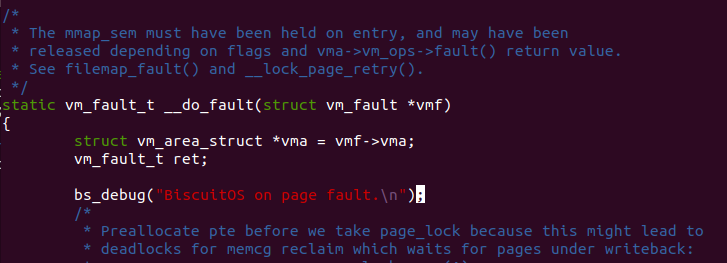 /*
 * The mmap_sem must have been held on entry, and may have been
 * released depending on flags and vma->vm_ops->fault() return value.
 * See filemap_fault() and __lock_page_retry().
 */
static vm_fault_t __do_fault(struct vm_fault *vmf)
{
        struct vm_area_struct *vma = vmf->vma;
        vm_fault_t ret;

        bs_debug("BiscuitOS on page fault.\n");
        /*
         * Preallocate pte before we take page_lock because this might lead to
         * deadlocks for memcg reclaim which waits for pages under writeback: